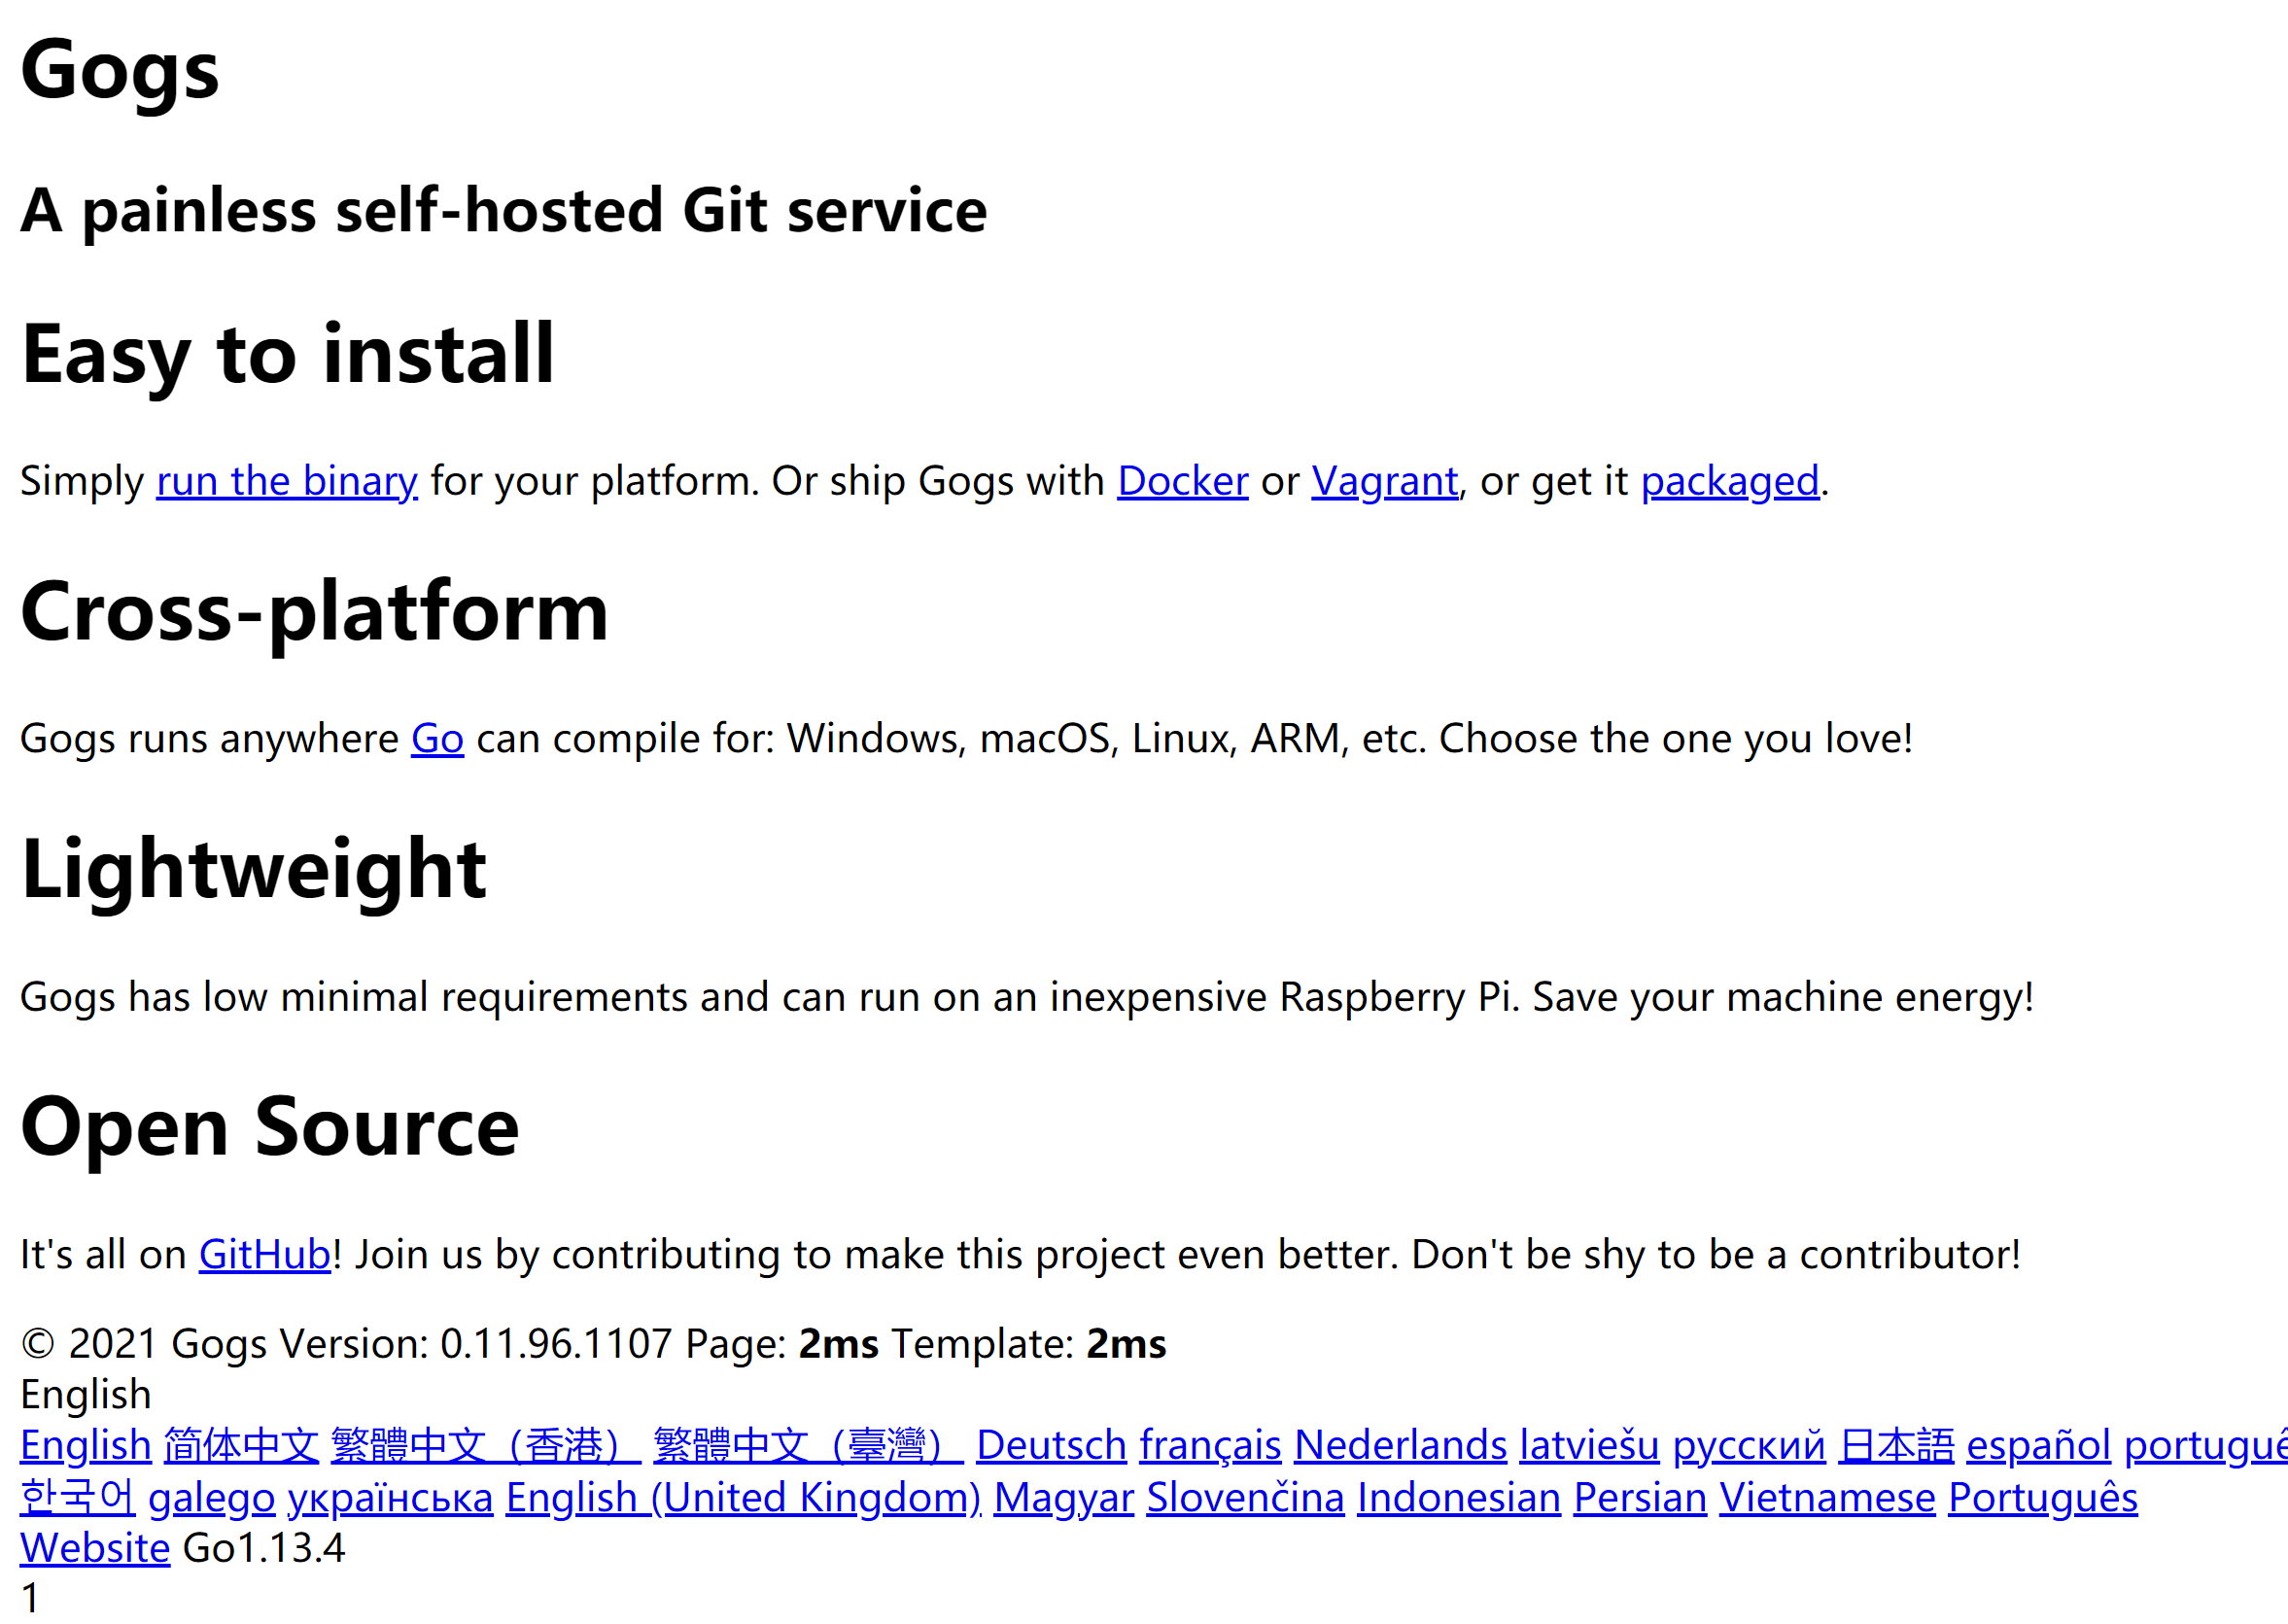 Gogs
A painless self-hosted Git service
Easy to install
Simply run the binary for your platform. Or ship Gogs with Docker or Vagrant, or get it packaged.
Cross-platform
Gogs runs anywhere Go can compile for: Windows, macOS, Linux, ARM, etc. Choose the one you love!
Lightweight
Gogs has low minimal requirements and can run on an inexpensive Raspberry Pi. Save your machine energy!
Open Source
It's all on GitHub! Join us by contributing to make this project even better. Don't be shy to be a contributor!
© 2021 Gogs Version: 0.11.96.1107 Page: 2ms Template: 2ms
English
English 简体中文 繁體中文（香港） 繁體中文（臺灣） Deutsch français Nederlands latviešu русский 日本語 español portuguê
한국어 galego українська English (United Kingdom) Magyar Slovenčina Indonesian Persian Vietnamese Português
Website Go1.13.4
1